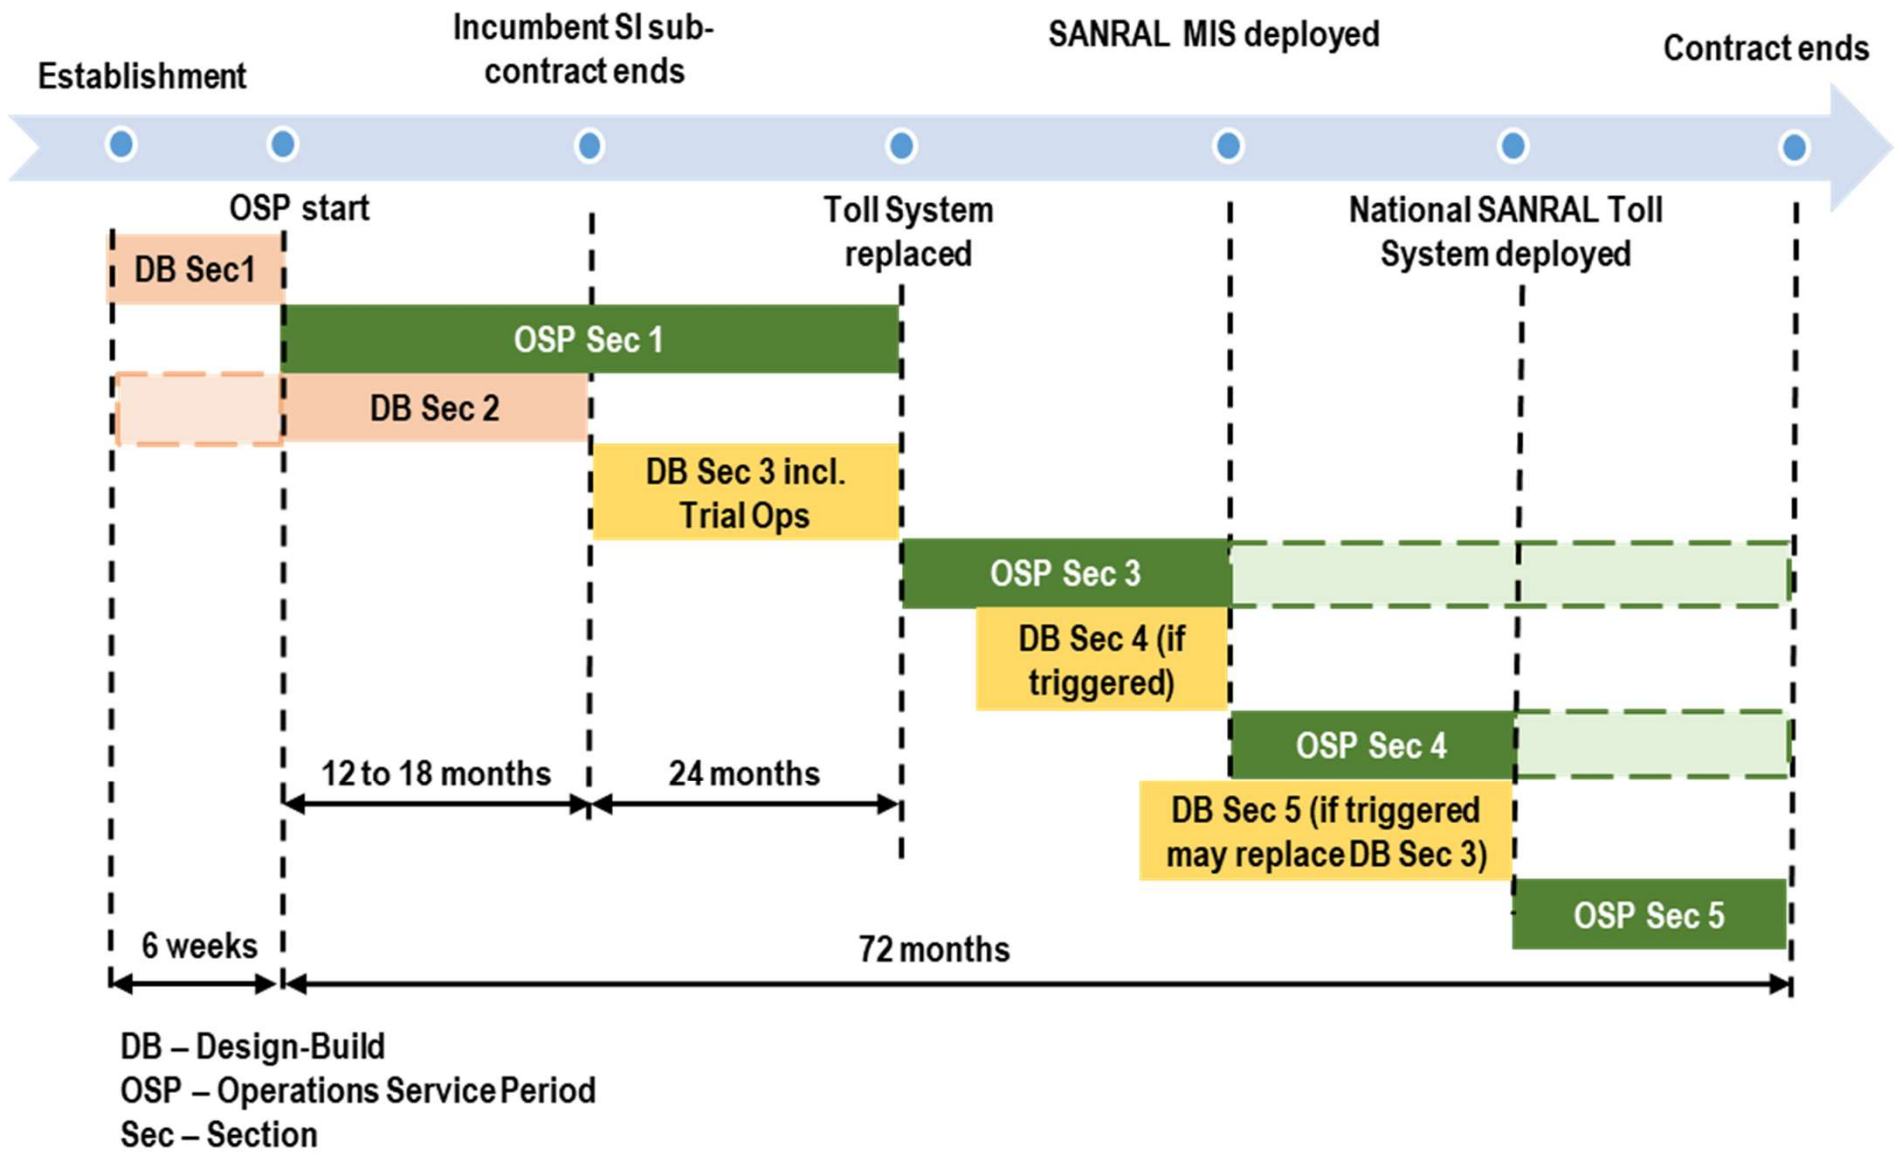 Incumbent SI sub-
contract ends
SANRAL MIS deployed
Contract ends
Establishment
OSP start
Toll System
replaced
National SANRAL Toll
System deployed
DB Sec1
OSP Sec 1
DB Sec 2
DB Sec 3 incl.
Trial Ops
OSP Sec 3
DB Sec 4 (if
triggered)
OSP Sec 4
12 to 18 months
24 months
DB Sec 5 (if triggered
may replace DB Sec 3)
OSP Sec 5
6 weeks
72 months
DB – Design-Build
OSP – Operations Service Period
Sec – Section